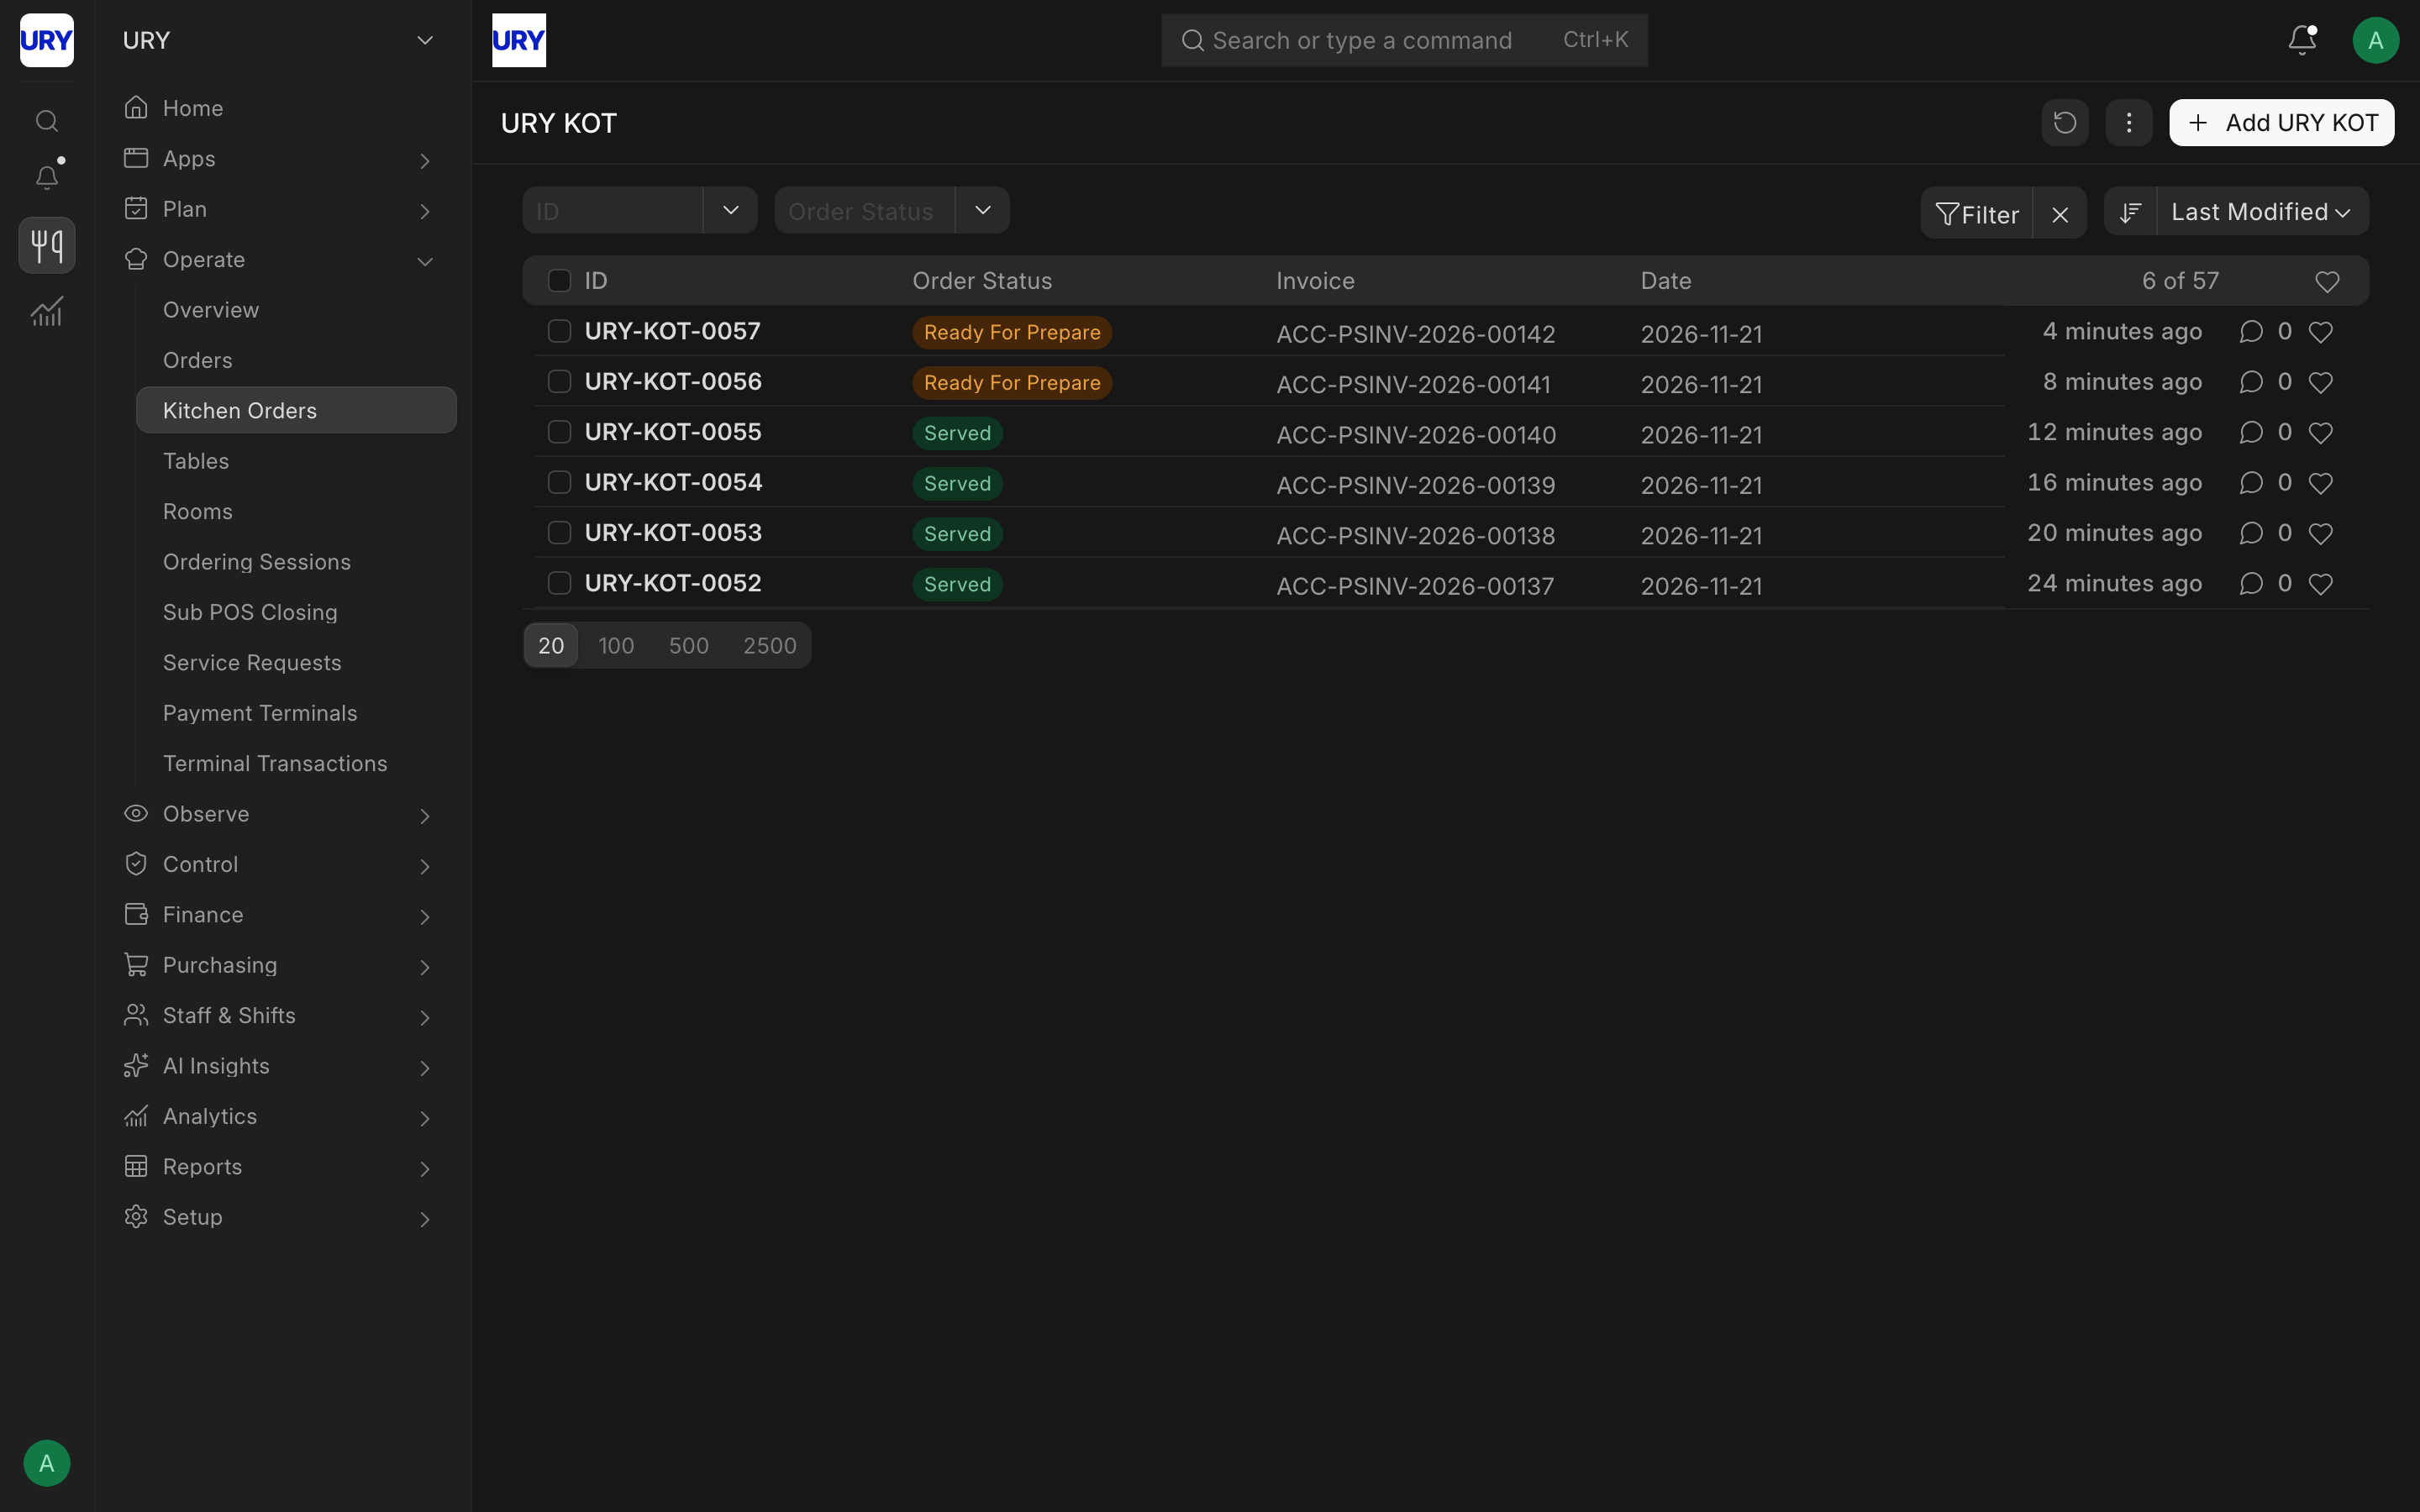 URY
URY
Home
Apps
Plan
Operate
Overview
Orders
Kitchen Orders
Tables
Rooms
Ordering Sessions
Sub POS Closing
Service Requests
Payment Terminals
Terminal Transactions
Observe
Control
Finance
Purchasing
Staff & Shifts
AI Insights
Analytics
Reports
Setup
A
URY
Search or type a command Ctrl+K
A
URY KOT
Add URY KOT
ID Order Status Filter Last Modified
ID Order Status Invoice Date 6 of 57
URY-KOT-0057 Ready For Prepare ACC-PSINV-2026-00142 2026-11-21 4 minutes ago 0
URY-KOT-0056 Ready For Prepare ACC-PSINV-2026-00141 2026-11-21 8 minutes ago 0
URY-KOT-0055 Served ACC-PSINV-2026-00140 2026-11-21 12 minutes ago 0
URY-KOT-0054 Served ACC-PSINV-2026-00139 2026-11-21 16 minutes ago 0
URY-KOT-0053 Served ACC-PSINV-2026-00138 2026-11-21 20 minutes ago 0
URY-KOT-0052 Served ACC-PSINV-2026-00137 2026-11-21 24 minutes ago 0
20 100 500 2500